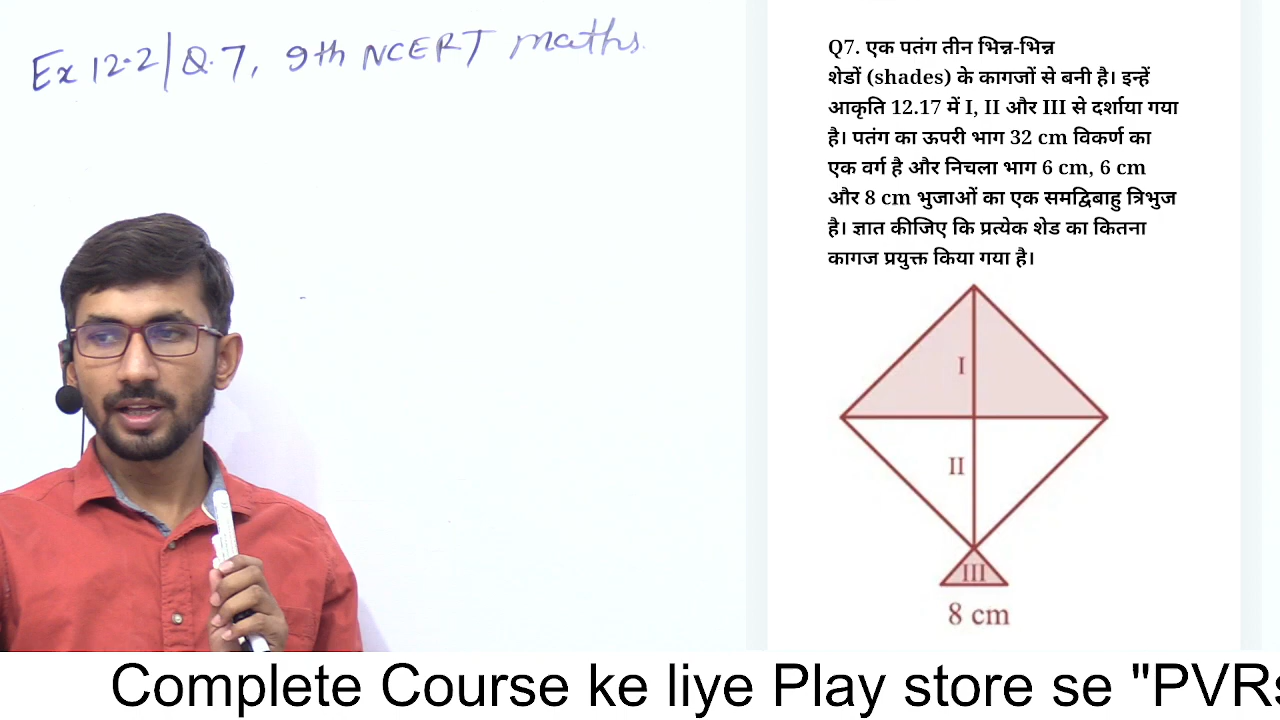 Ex 12.2 | Q.7, 9th NCERT maths.
Q7. एक पतंग तीन भिन्न-भिन्न
शेडों (shades) के कागजों से बनी है। इन्हें
आकृति 12.17 में I, II और III से दर्शाया गया
है। पतंग का ऊपरी भाग 32 cm विकर्ण का
एक वर्ग है और निचला भाग 6 cm, 6 cm
और 8 cm भुजाओं का एक समद्विबाहु त्रिभुज
है। ज्ञात कीजिए कि प्रत्येक शेड का कितना
कागज प्रयुक्त किया गया है।
I
II
III
8 cm
Complete Course ke liye Play store se "PVRs